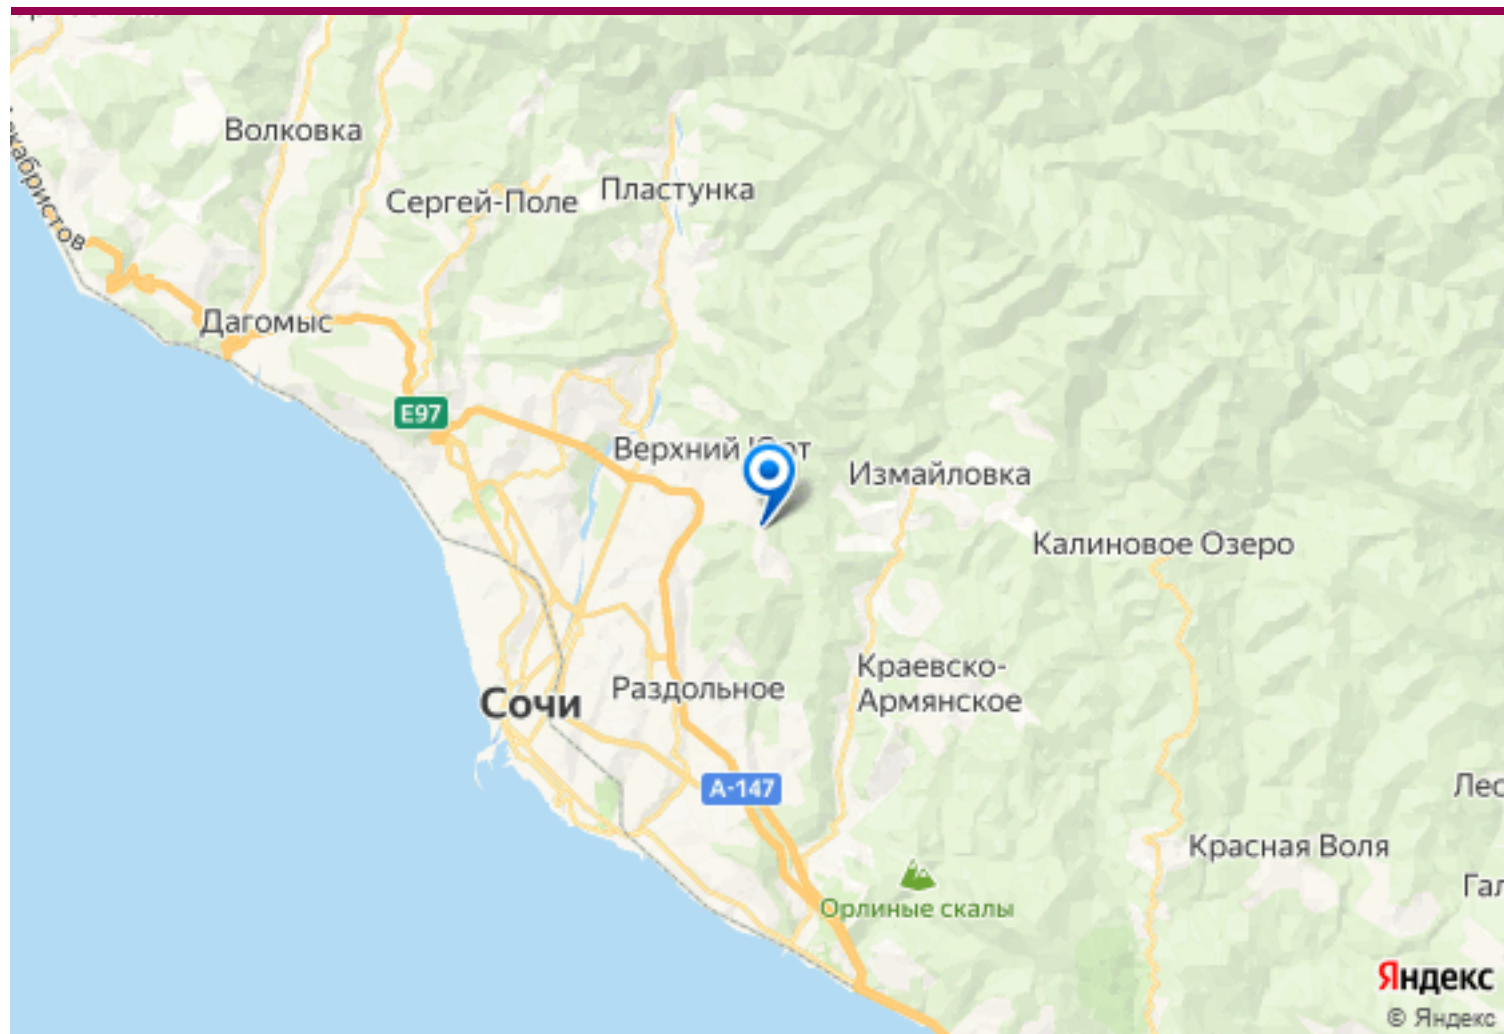 Волковка
Сергей-Поле
Пластунка
Дагомыс
E97
Верхний
Измайловка
Калиновое Озеро
Краевско-
Армянское
Раздольное
Сочи
А-147
Красная Воля
Орлиные скалы
Яндекс
© Яндекс